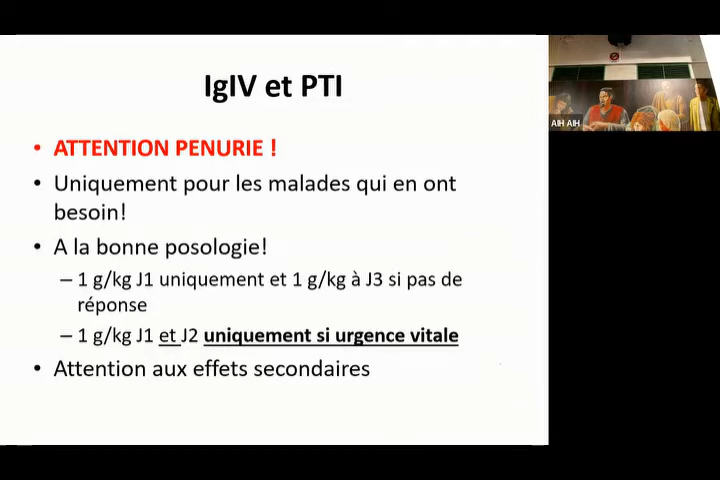 IgIV et PTI
• ATTENTION PENURIE !
• Uniquement pour les malades qui en ont
besoin!
• A la bonne posologie!
– 1 g/kg J1 uniquement et 1 g/kg à J3 si pas de
réponse
– 1 g/kg J1 et J2 uniquement si urgence vitale
• Attention aux effets secondaires
AIH AIH